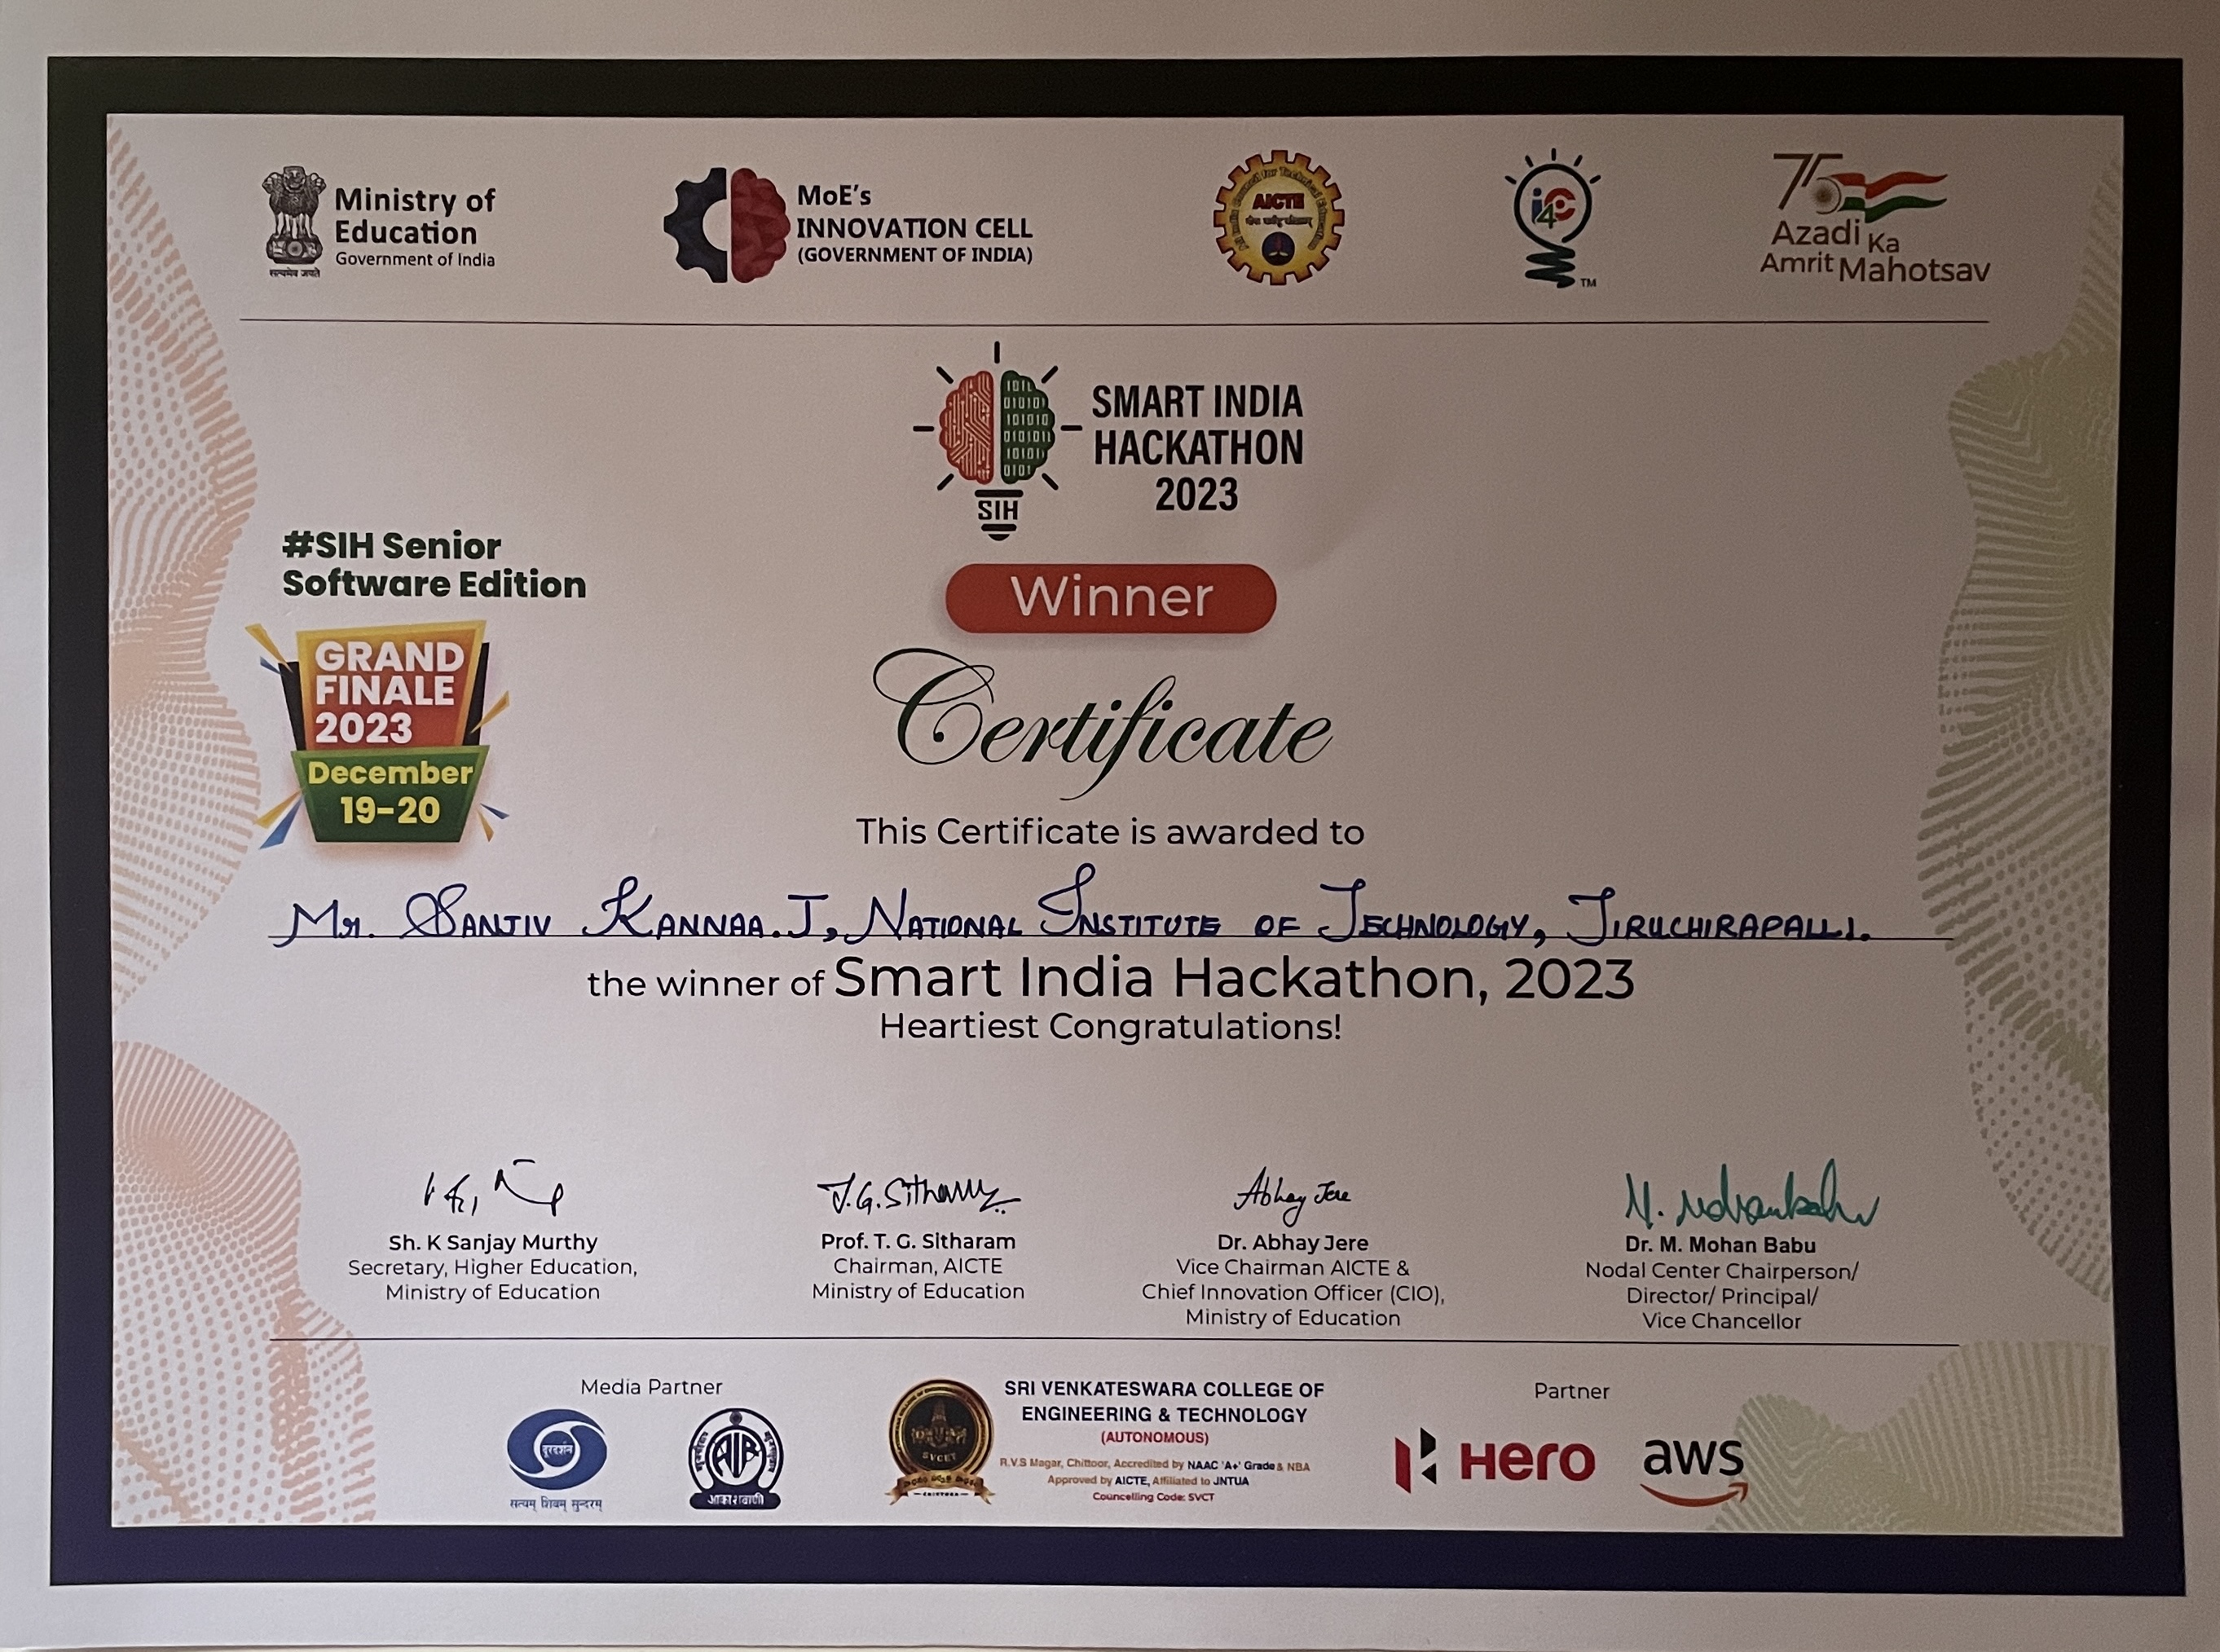 Ministry of
Education
Government of India
सत्यमेव जयते
MoE's
INNOVATION CELL
(GOVERNMENT OF INDIA)
All India Council for Technical Education
AICTE
i4C
TM
75
Azadi Ka
Amrit Mahotsav
SIH
SMART INDIA
HACKATHON
2023
#SIH Senior
Software Edition
GRAND
FINALE
2023
December
19-20
Winner
Certificate
This Certificate is awarded to
Mr. SANJIV KANNAA.J, NATIONAL INSTITUTE OF TECHNOLOGY, TIRUCHIRAPALLI.
the winner of Smart India Hackathon, 2023
Heartiest Congratulations!
T.G. Sitharam
Abhay Jere
Sh. K Sanjay Murthy
Secretary, Higher Education,
Ministry of Education
Prof. T. G. Sitharam
Chairman, AICTE
Ministry of Education
Dr. Abhay Jere
Vice Chairman AICTE &
Chief Innovation Officer (CIO),
Ministry of Education
Dr. M. Mohan Babu
Nodal Center Chairperson/
Director/ Principal/
Vice Chancellor
Media Partner
दूरदर्शन
सत्यम् शिवम् सुन्दरम्
AIR
आकाशवाणी
SVCET
SRI VENKATESWARA COLLEGE OF
ENGINEERING & TECHNOLOGY
(AUTONOMOUS)
R.V.S Nagar, Chittoor, Accredited by NAAC 'A+' Grade & NBA
Approved by AICTE, Affiliated to JNTUA
Councelling Code: SVCT
Partner
Hero
aws